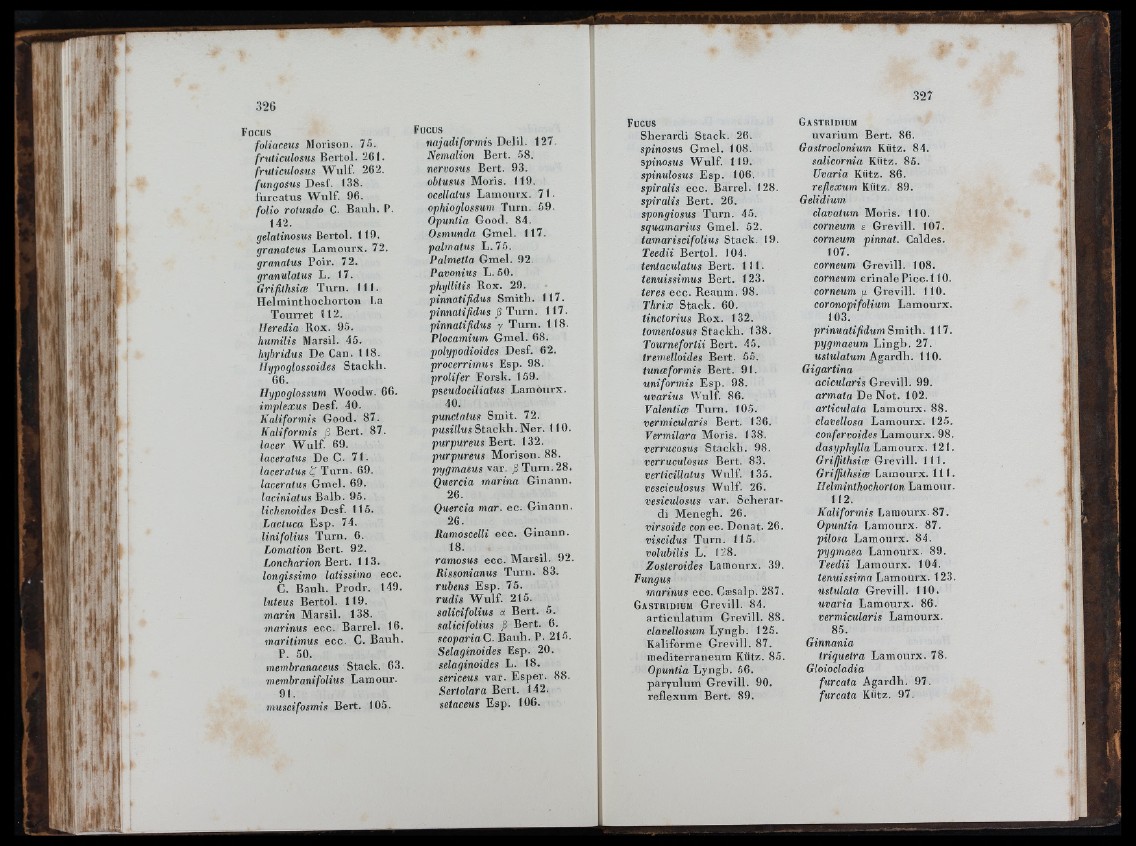 326
FUCUS
foliaceus Morison. 75.
fruticulosus Bertol. 261.
fruticulosus Wulf. 262.
fungosus Desf. 138.
furcatus Wulf. 96.
folio rotundo C. Bauh. P.
142.
gelatinosus Bertol. 119.
granateus Lamourx. 72.
granatus Poir. 72.
granulatus L. 17.
Grifithsiæ Turn. 111.
Helminthochorton La
Tourret 112.
Heredia Rox. 95.
humilis Marsil. 45.
hybridus De Can. 118.
Hypoglossoides Stackh.
66.
Hypoglossum Woodw. 66.
implexus Desf. 40.
Kaliformis Good. 87.
Kaliformis β Bert. 87.
lacer Wulf. 69.
laceratus De C. 71.
laceratus ζ Turn. 69.
laceratus Gmel. 69.
laciniatus Balb. 95.
lichenoides Desf. 115.
Lactuca Esp. 74.
linifolius Turn. 6.
Lomation Bert. 92.
Loncharion Bert. 113.
longissimo latissimo ecc.
C. Bauh. Prodr. 149.
luteus Bertol. 119.
marin Marsil. 138.
marinus ecc. Barrel. 16.
maritimus ecc. C. Bauh.
P. 50.
membranaceus Stack. 63.
membranifolius Lamour.
91.
muscifosmis Bert. 105.
FUCUS
najadiformis Delil. 127.
Nemalion Bert. 58.
nervosus Bert. 93.
obtusus Moris. 119.
ocellatus Lamourx. 71.
ophioglossum Turn. 59.
Opuntia Good. 84.
Osmunda Gmel. 117.
palmatus L. 75.
Palmetta Gmel. 92.
Pavonius L. 50.
phyllitis Rox. 29.
pinnatifidus Smith. 117.
pinnatifidus β Turn. 117.
pinnatifidus γ Turn. 118.
Plocamium Gmel. 68.
polypodioides Desf. 62.
procerrimus Esp. 98.
prolifer Forsk. 159.
pseudociliatus Lamourx.
40.
punctatus Smit. 72.
pusillus Stackh. Ner. 110.
purpureus Bert. 132.
purpureus Morison. 88.
pygmaeus var. β Turn. 28.
Quercia marina Ginann.
26.
Quercia mar. ec. Ginann.
26.
Ramoscelli ecc. Ginann.
18.
ramosus ecc. Marsil. 92.
Rissonianus Turn. 83.
rubens Esp. 75.
rudis Wulf. 215.
salicifolius α Bert. 5.
salicifolius β Bert. 6.
scoparia C. Bauh. P. 215.
Selaginoides Esp. 20.
selaginoides L. 18.
sericeus var. Esper. 88.
Sertolara Bert. 142.
setaceus Esp. 106.
327
FUCUS
Sherardi Stack. 26.
spinosus Gmel. 108.
spinosus Wulf. 119.
spinulosus Esp. 106.
spiralis ecc. Barrel. 128.
spiralis Bert. 26.
spongiosus Turn. 45.
squamarius Gmel. 52.
tamariscifolius Stack. 19.
Teedii Bertol. 104.
tentaculatus Bert. 111.
tenuissimus Bert. 123.
teres ecc. Reaum. 98.
Thrix Stack. 60.
tinctorius Rox. 132.
tomentosus Stackh. 138.
Tournefortii Bert. 45.
tremelloides Bert. 55.
tunæformis Bert. 91.
uniformis Esp. 98.
uvarius Wulf. 86.
Valentiæ Turn. 105.
vermicularis Bert. 136.
Vermilara Moris. 138.
verrucosus Stackh. 98.
verruculosus Bert. 83.
verticillatus Wulf. 135.
vesciculosus Wulf. 26.
vesiculosus var. Scherar-
di Menegh. 26.
virsoide con ec. Donat. 26.
viscidus Turn. 115.
volubilis L. 128.
Zosteroides Lamourx. 39.
Fungus
marinus ecc. Cæsalp. 287.
GASTRIDIUM Grevill. 84.
articulatum Grevill. 88.
clavellosum Lyngh. 125.
Kaliforme Grevill. 87.
mediterraneum Kütz. 85.
Opuntia Lyngb. 56.
parvulum Grevill. 90.
reflexum Bert. 89.
GASTRIDIUM
uvarium Bert. 86.
Gastroclonium Kütz. 84.
salicornia Kütz. 85.
Uvaria Kütz. 86.
reflexum Kütz. 89.
Gelidium
clavatum Moris. 110.
corneum ε Grevill. 107.
corneum pinnat. Caldes.
107.
corneum Grevill. 108.
corneum crinale Picc. 110.
corneum α Grevill. 110.
coronopifolium Lamourx.
103.
prinnatifidum Smith. 117.
pygmaeum Lingb. 27.
ustulatum Agardh. 110.
Gigartina
acicularis Grevill. 99.
armata De Not. 102.
articulata Lamourx. 88.
clavellosa Lamourx. 125.
confervoides Lamourx. 98.
dasyphylla Lamourx. 121.
Griffithsiæ Grevill. 111.
Griffithsiæ Lamourx. 111.
Helminthochorton Lamour.
112.
Kaliformis Lamourx. 87.
Opuntia Lamourx. 87.
pilosa Lamourx. 84.
pygmaea Lamourx. 89.
Teedii Lamourx. 104.
tenuissima Lamourx. 123.
ustulata Grevill. 110.
uvaria Lamourx. 86.
vermicularis Lamourx.
85.
Ginnania
triquetra Lamourx. 78.
Gloiocladia
furcata Agardh. 97.
furcata Kütz. 97.